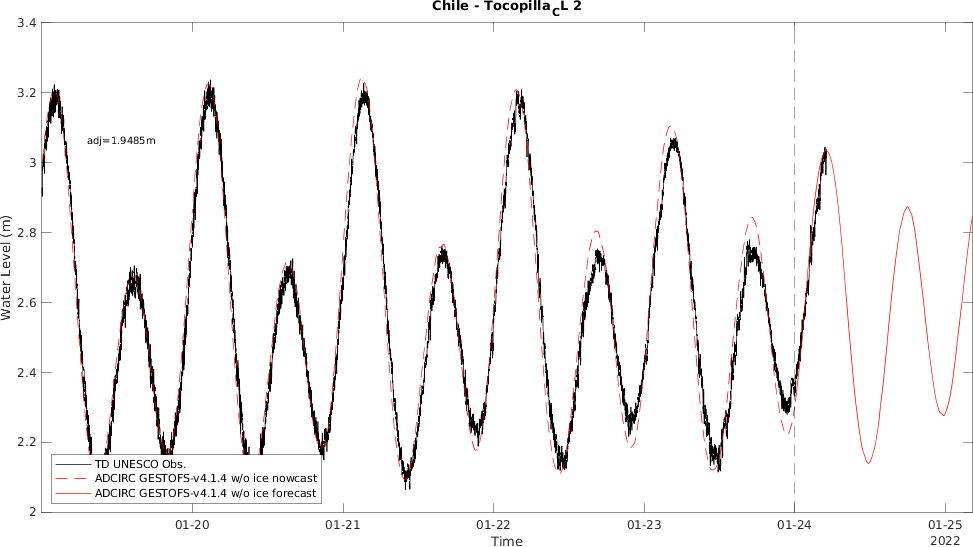 Chile - Tocopilla_CL 2
3.4
3.2
3
2.8
2.6
2.4
2.2
2
Water Level (m)
adj=1.9485m
TD UNESCO Obs.
ADCIRC GESTOFS-v4.1.4 w/o ice nowcast
ADCIRC GESTOFS-v4.1.4 w/o ice forecast
01-20
01-21
01-22
01-23
01-24
01-25
Time
2022